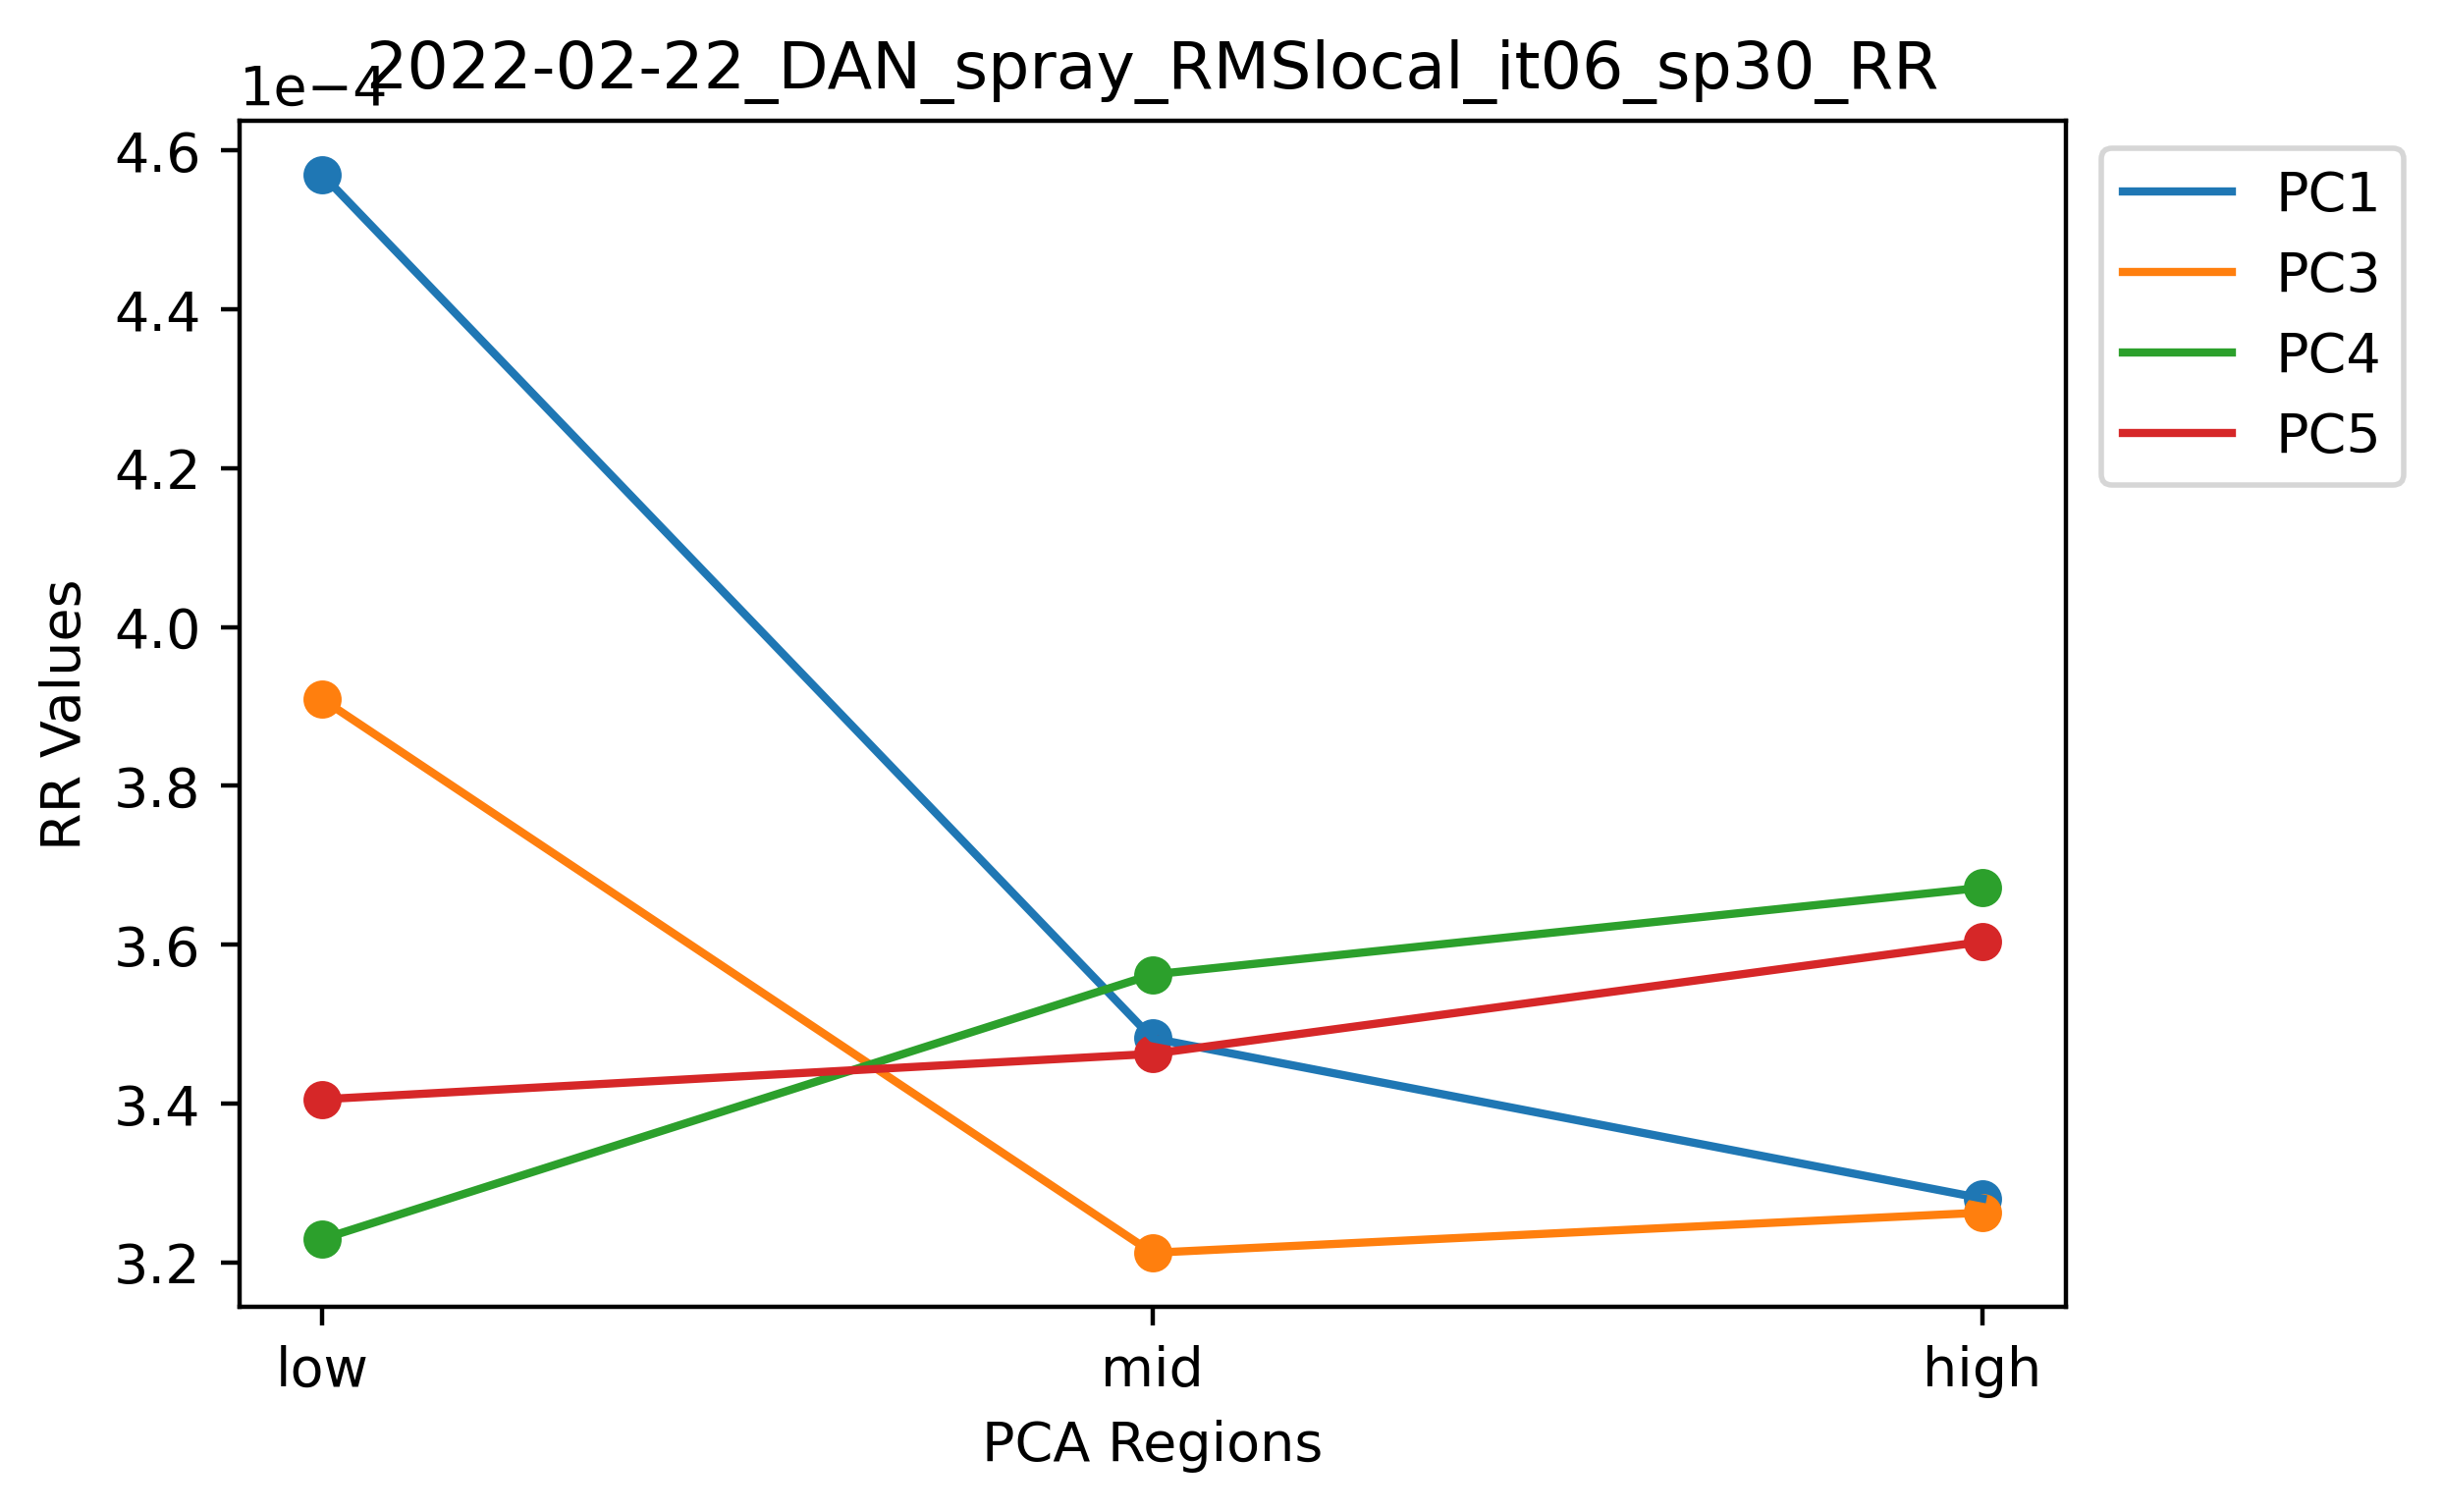 2022-02-22_DAN_spray_RMSlocal_it06_sp30_RR
1e−4
4.6
4.4
4.2
4.0
3.8
3.6
3.4
3.2
RR Values
low
mid
high
PCA Regions
PC1
PC3
PC4
PC5